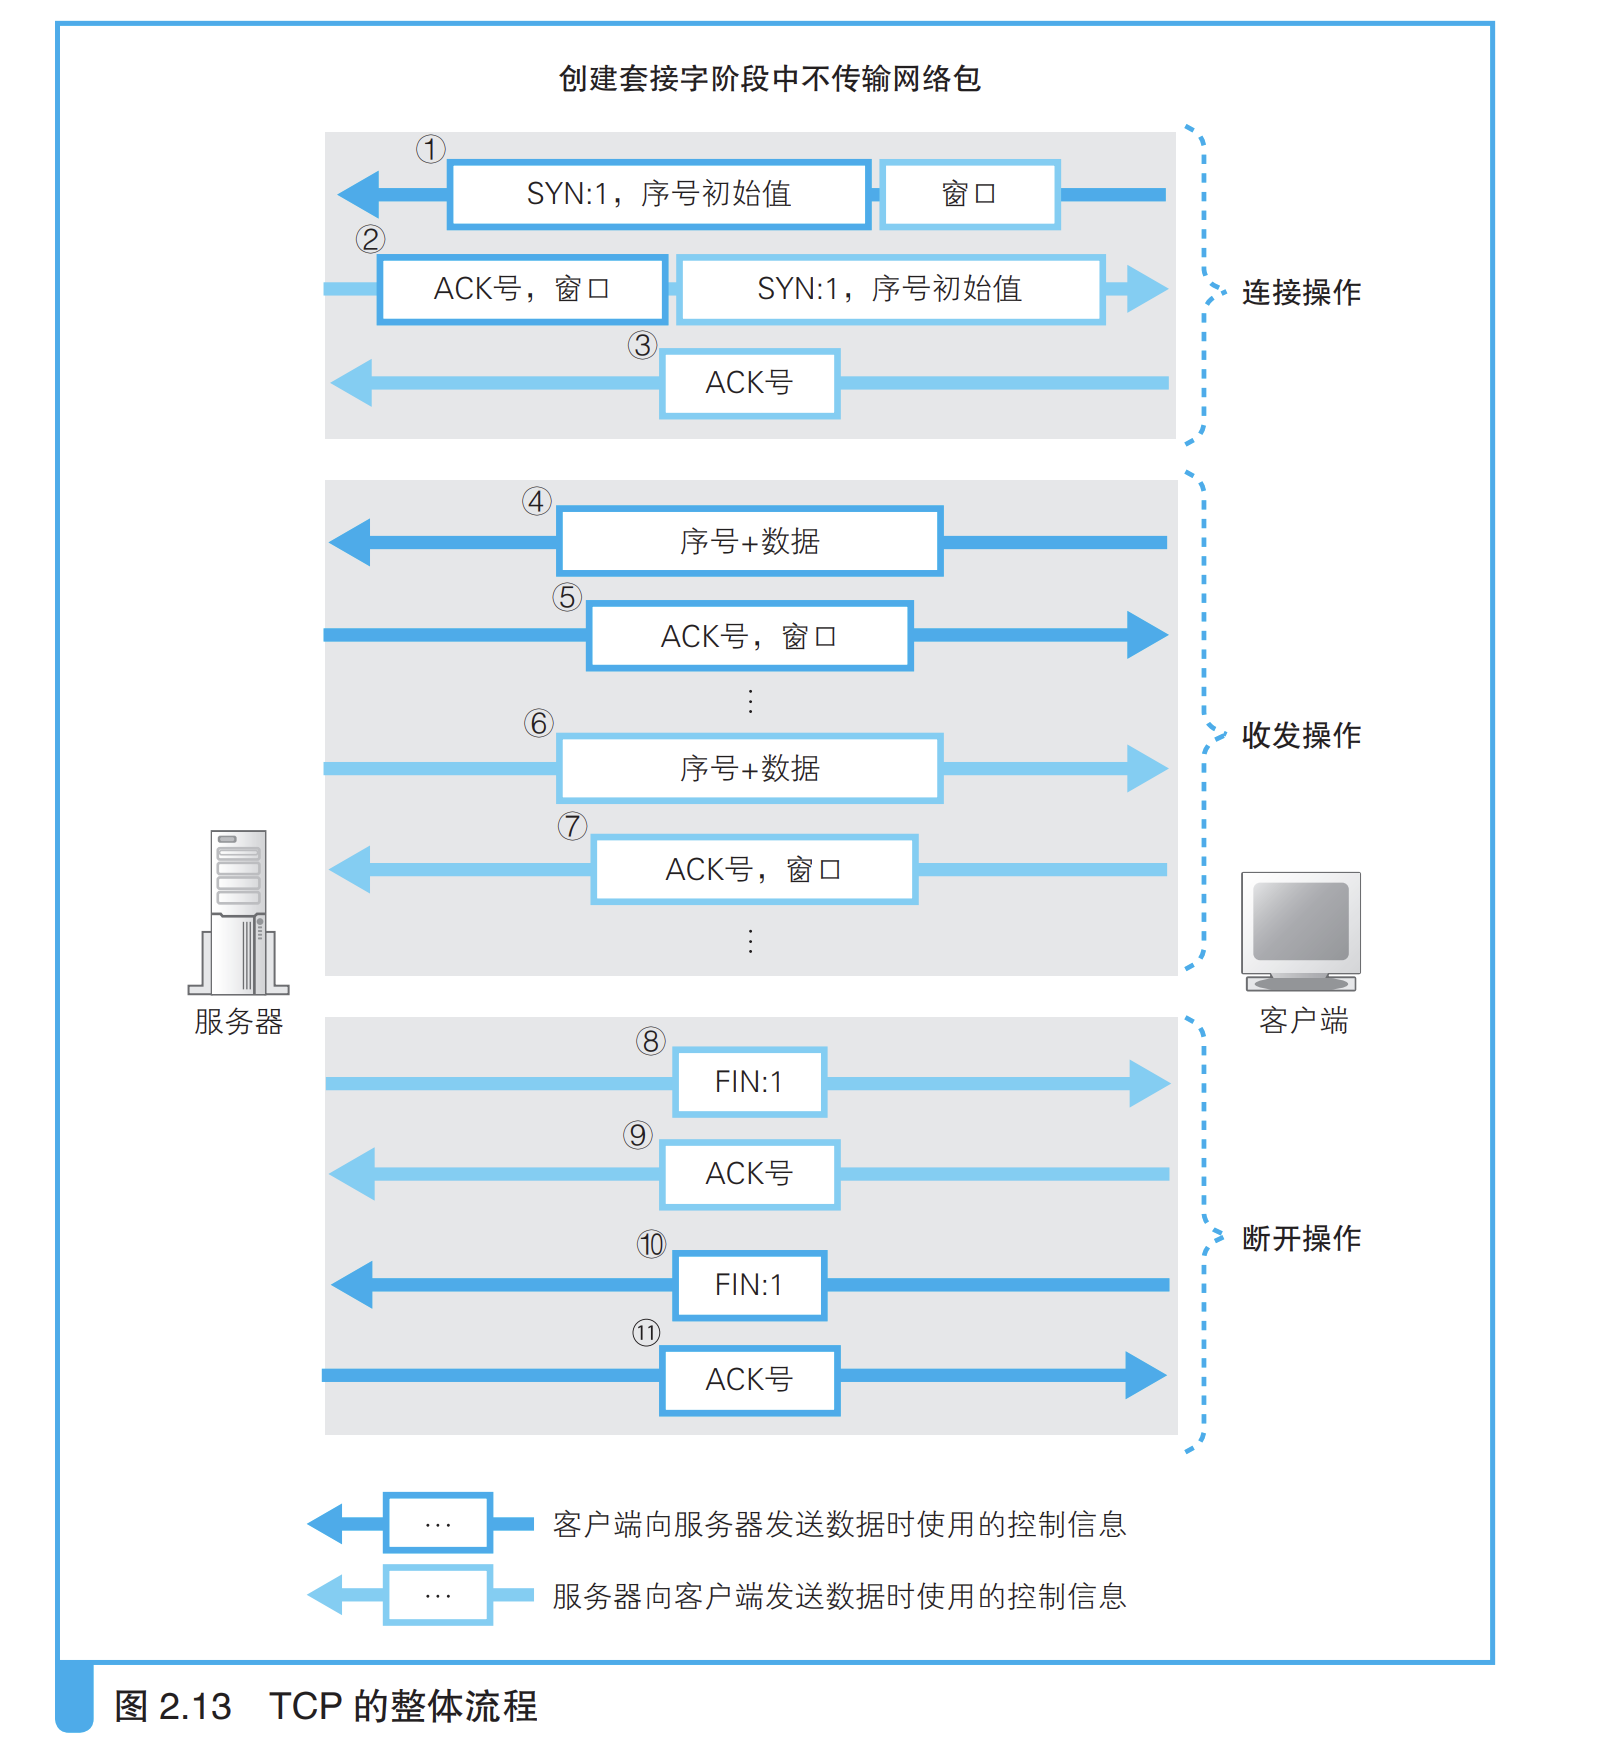 创建套接字阶段中不传输网络包
①
SYN:1，序号初始值
窗口
②
ACK号，窗口
SYN:1，序号初始值
连接操作
③
ACK号
④
序号+数据
⑤
ACK号，窗口
⋮
⑥
序号+数据
收发操作
⑦
ACK号，窗口
⋮
服务器
客户端
⑧
FIN:1
⑨
ACK号
⑩
FIN:1
断开操作
⑪
ACK号
… 客户端向服务器发送数据时使用的控制信息
… 服务器向客户端发送数据时使用的控制信息
图 2.13 TCP 的整体流程